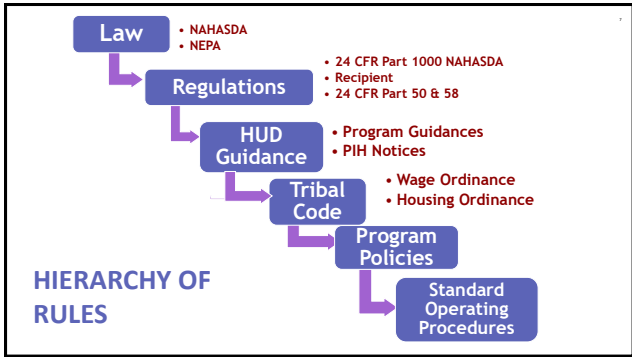 Law
• NAHASDA
• NEPA
Regulations
• 24 CFR Part 1000 NAHASDA
• Recipient
• 24 CFR Part 50 & 58
HUD
Guidance
• Program Guidances
• PIH Notices
Tribal
Code
• Wage Ordinance
• Housing Ordinance
Program
Policies
Standard
Operating
Procedures
HIERARCHY OF
RULES